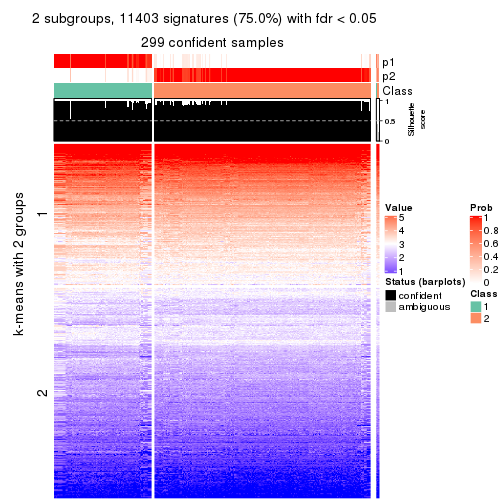 2 subgroups, 11403 signatures (75.0%) with fdr < 0.05
299 confident samples
p1
p2
Class
1
0.5
0
Silhouette
score
k-means with 2 groups
1
2
Value
5
4
3
2
1
Status (barplots)
confident
ambiguous
Prob
1
0.8
0.6
0.4
0.2
0
Class
1
2